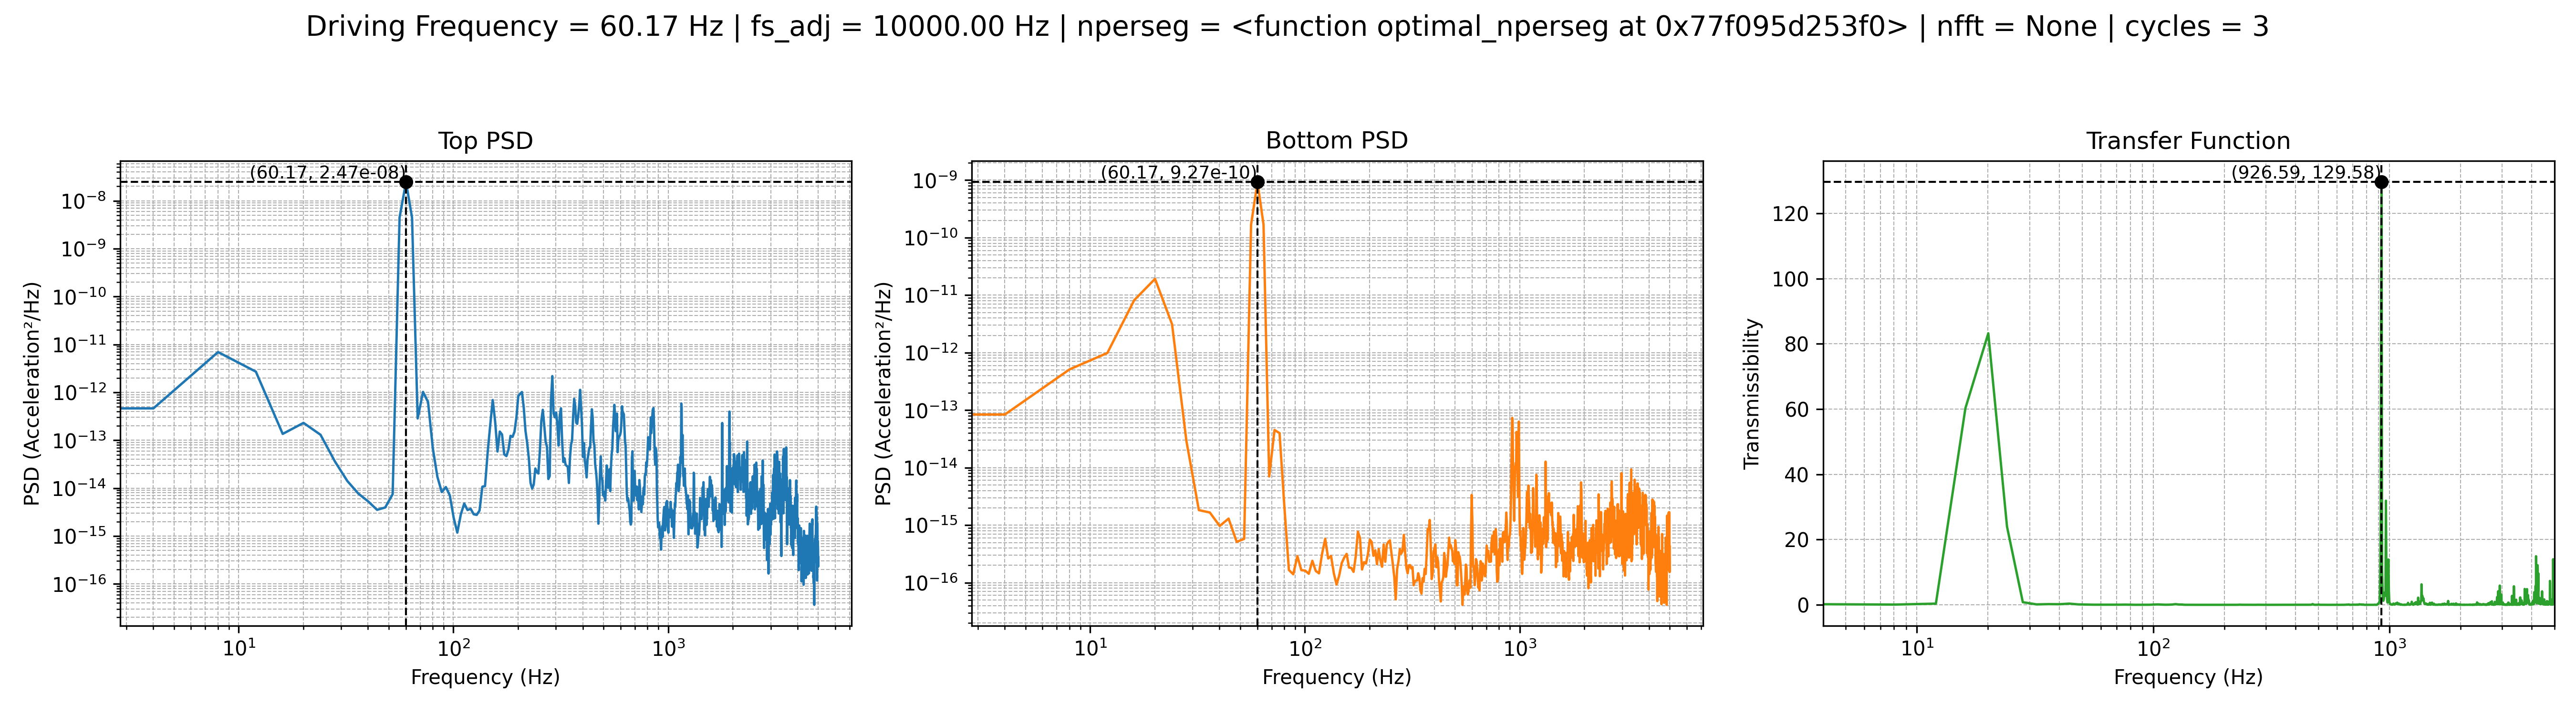 Driving Frequency = 60.17 Hz | fs_adj = 10000.00 Hz | nperseg = <function optimal_nperseg at 0x77f095d253f0> | nfft = None | cycles = 3
Top PSD
(60.17, 2.47e-08)
10⁻⁸
10⁻⁹
10⁻¹⁰
10⁻¹¹
10⁻¹²
10⁻¹³
10⁻¹⁴
10⁻¹⁵
10⁻¹⁶
PSD (Acceleration²/Hz)
10¹ 10² 10³
Frequency (Hz)
Bottom PSD
(60.17, 9.27e-10)
10⁻⁹
10⁻¹⁰
10⁻¹¹
10⁻¹²
10⁻¹³
10⁻¹⁴
10⁻¹⁵
10⁻¹⁶
PSD (Acceleration²/Hz)
10¹ 10² 10³
Frequency (Hz)
Transfer Function
(926.59, 129.58)
120
100
80
60
40
20
0
Transmissibility
10¹ 10² 10³
Frequency (Hz)